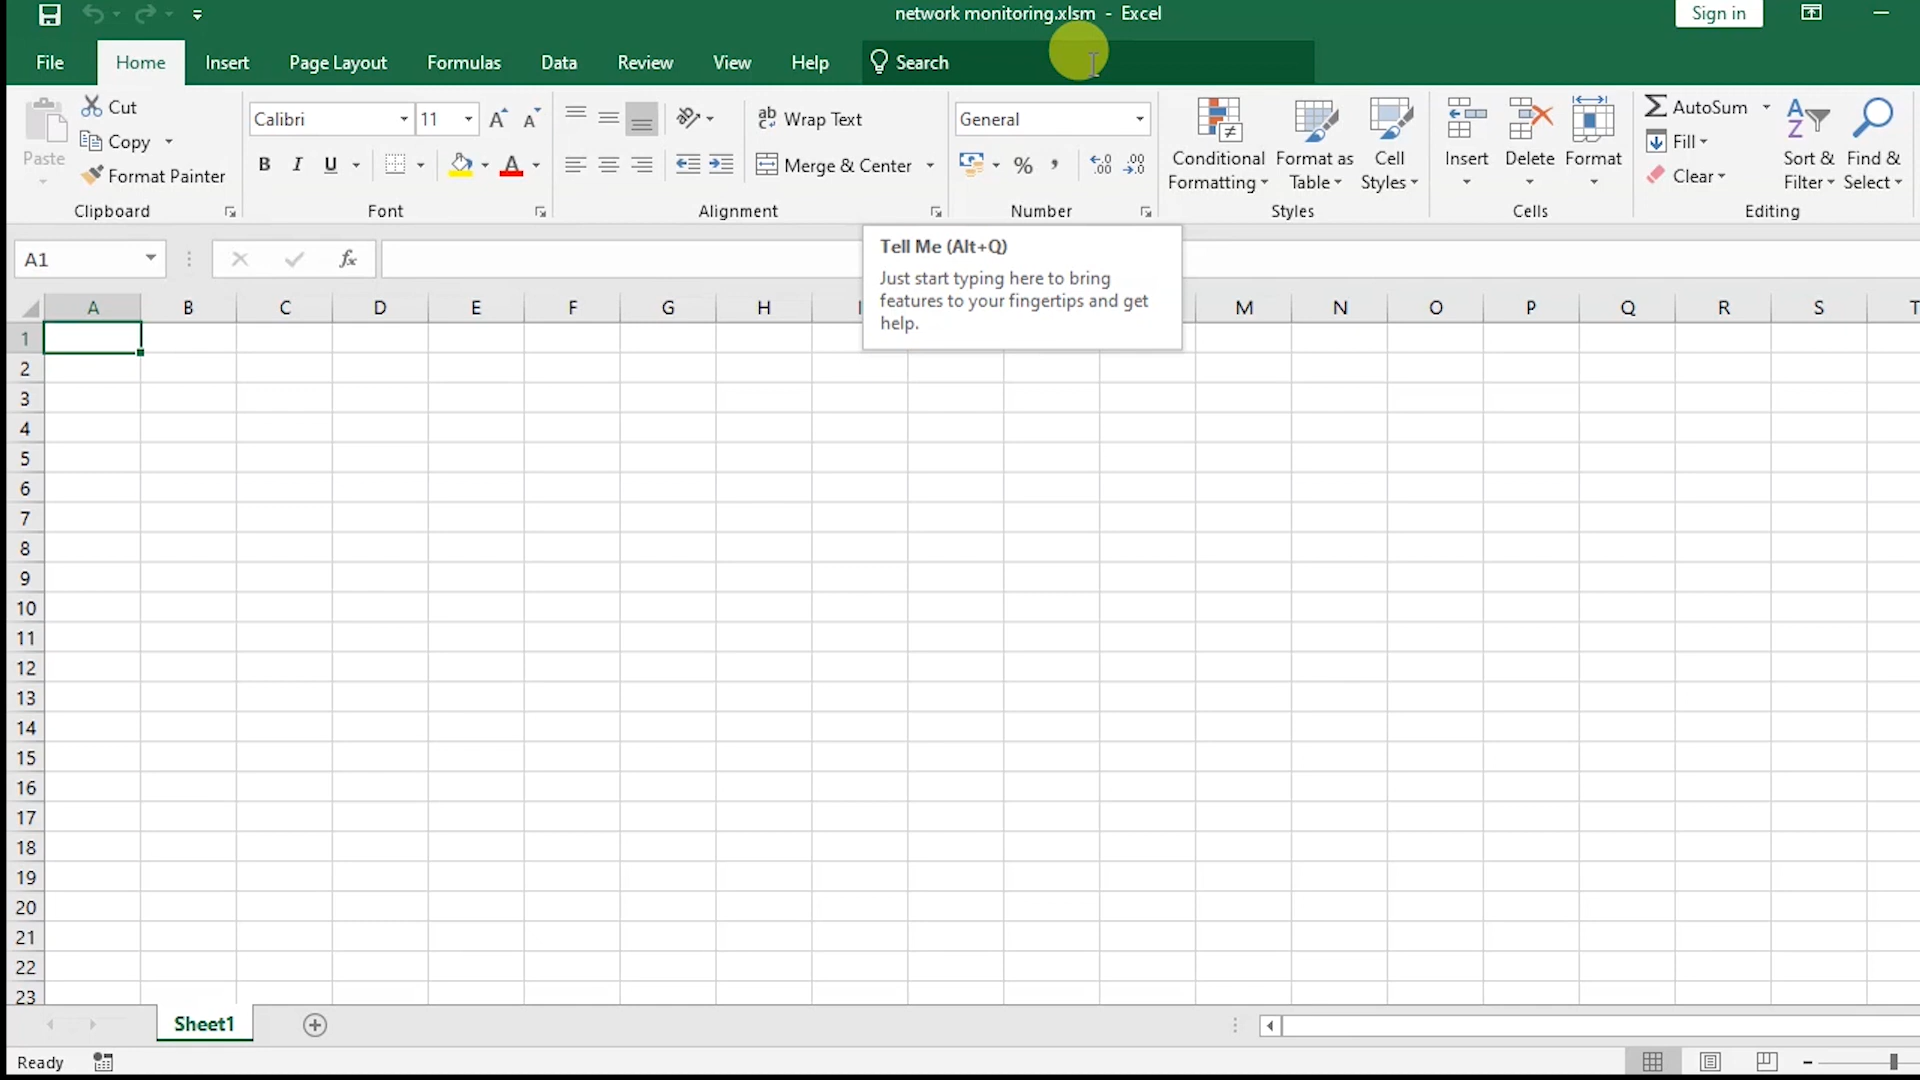 network monitoring.xlsm - Excel
Sign in
File Home Insert Page Layout Formulas Data Review View Help Search
Paste
Cut
Copy
Format Painter
Clipboard
Calibri 11
B I U
Font
Wrap Text
Merge & Center
Alignment
General
%
Number
Conditional Formatting
Format as Table
Cell Styles
Styles
Insert
Delete
Format
Cells
AutoSum
Fill
Clear
Sort & Filter
Find & Select
Editing
A1
fx
Tell Me (Alt+Q)
Just start typing here to bring
features to your fingertips and get
help.
A B C D E F G H I M N O P Q R S T
1
2
3
4
5
6
7
8
9
10
11
12
13
14
15
16
17
18
19
20
21
22
23
Sheet1
Ready